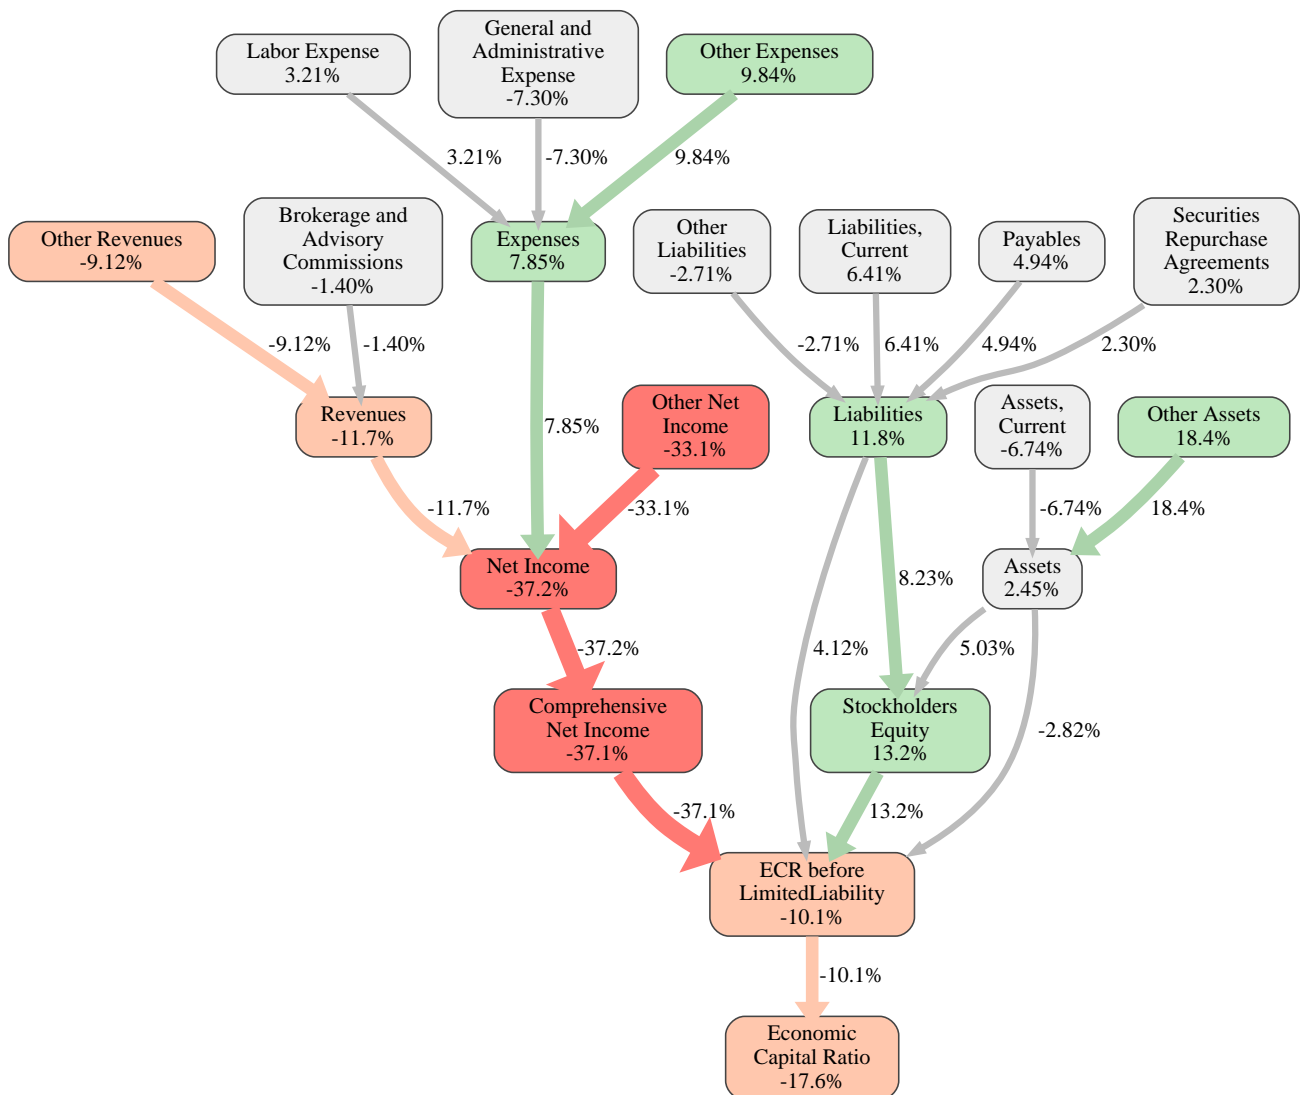 Labor Expense
3.21%
General and
Administrative
Expense
-7.30%
Other Expenses
9.84%
3.21%
-7.30%
9.84%
Other Revenues
-9.12%
Brokerage and
Advisory
Commissions
-1.40%
Expenses
7.85%
Other
Liabilities
-2.71%
Liabilities,
Current
6.41%
Payables
4.94%
Securities
Repurchase
Agreements
2.30%
-9.12%
-1.40%
-2.71%
6.41%
4.94%
2.30%
Revenues
-11.7%
7.85%
Other Net
Income
-33.1%
Liabilities
11.8%
Assets,
Current
-6.74%
Other Assets
18.4%
-11.7%
-33.1%
-6.74%
18.4%
Net Income
-37.2%
8.23%
Assets
2.45%
-37.2%
4.12%
5.03%
Comprehensive
Net Income
-37.1%
Stockholders
Equity
13.2%
-2.82%
-37.1%
13.2%
ECR before
LimitedLiability
-10.1%
-10.1%
Economic
Capital Ratio
-17.6%